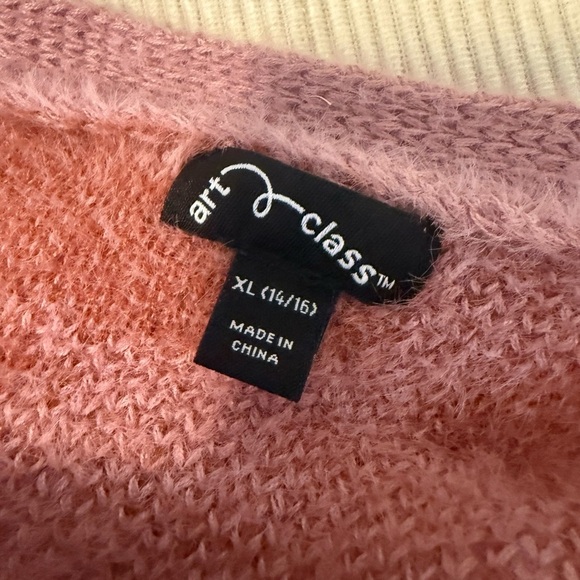 art class™
XL (14/16)
MADE IN
CHINA